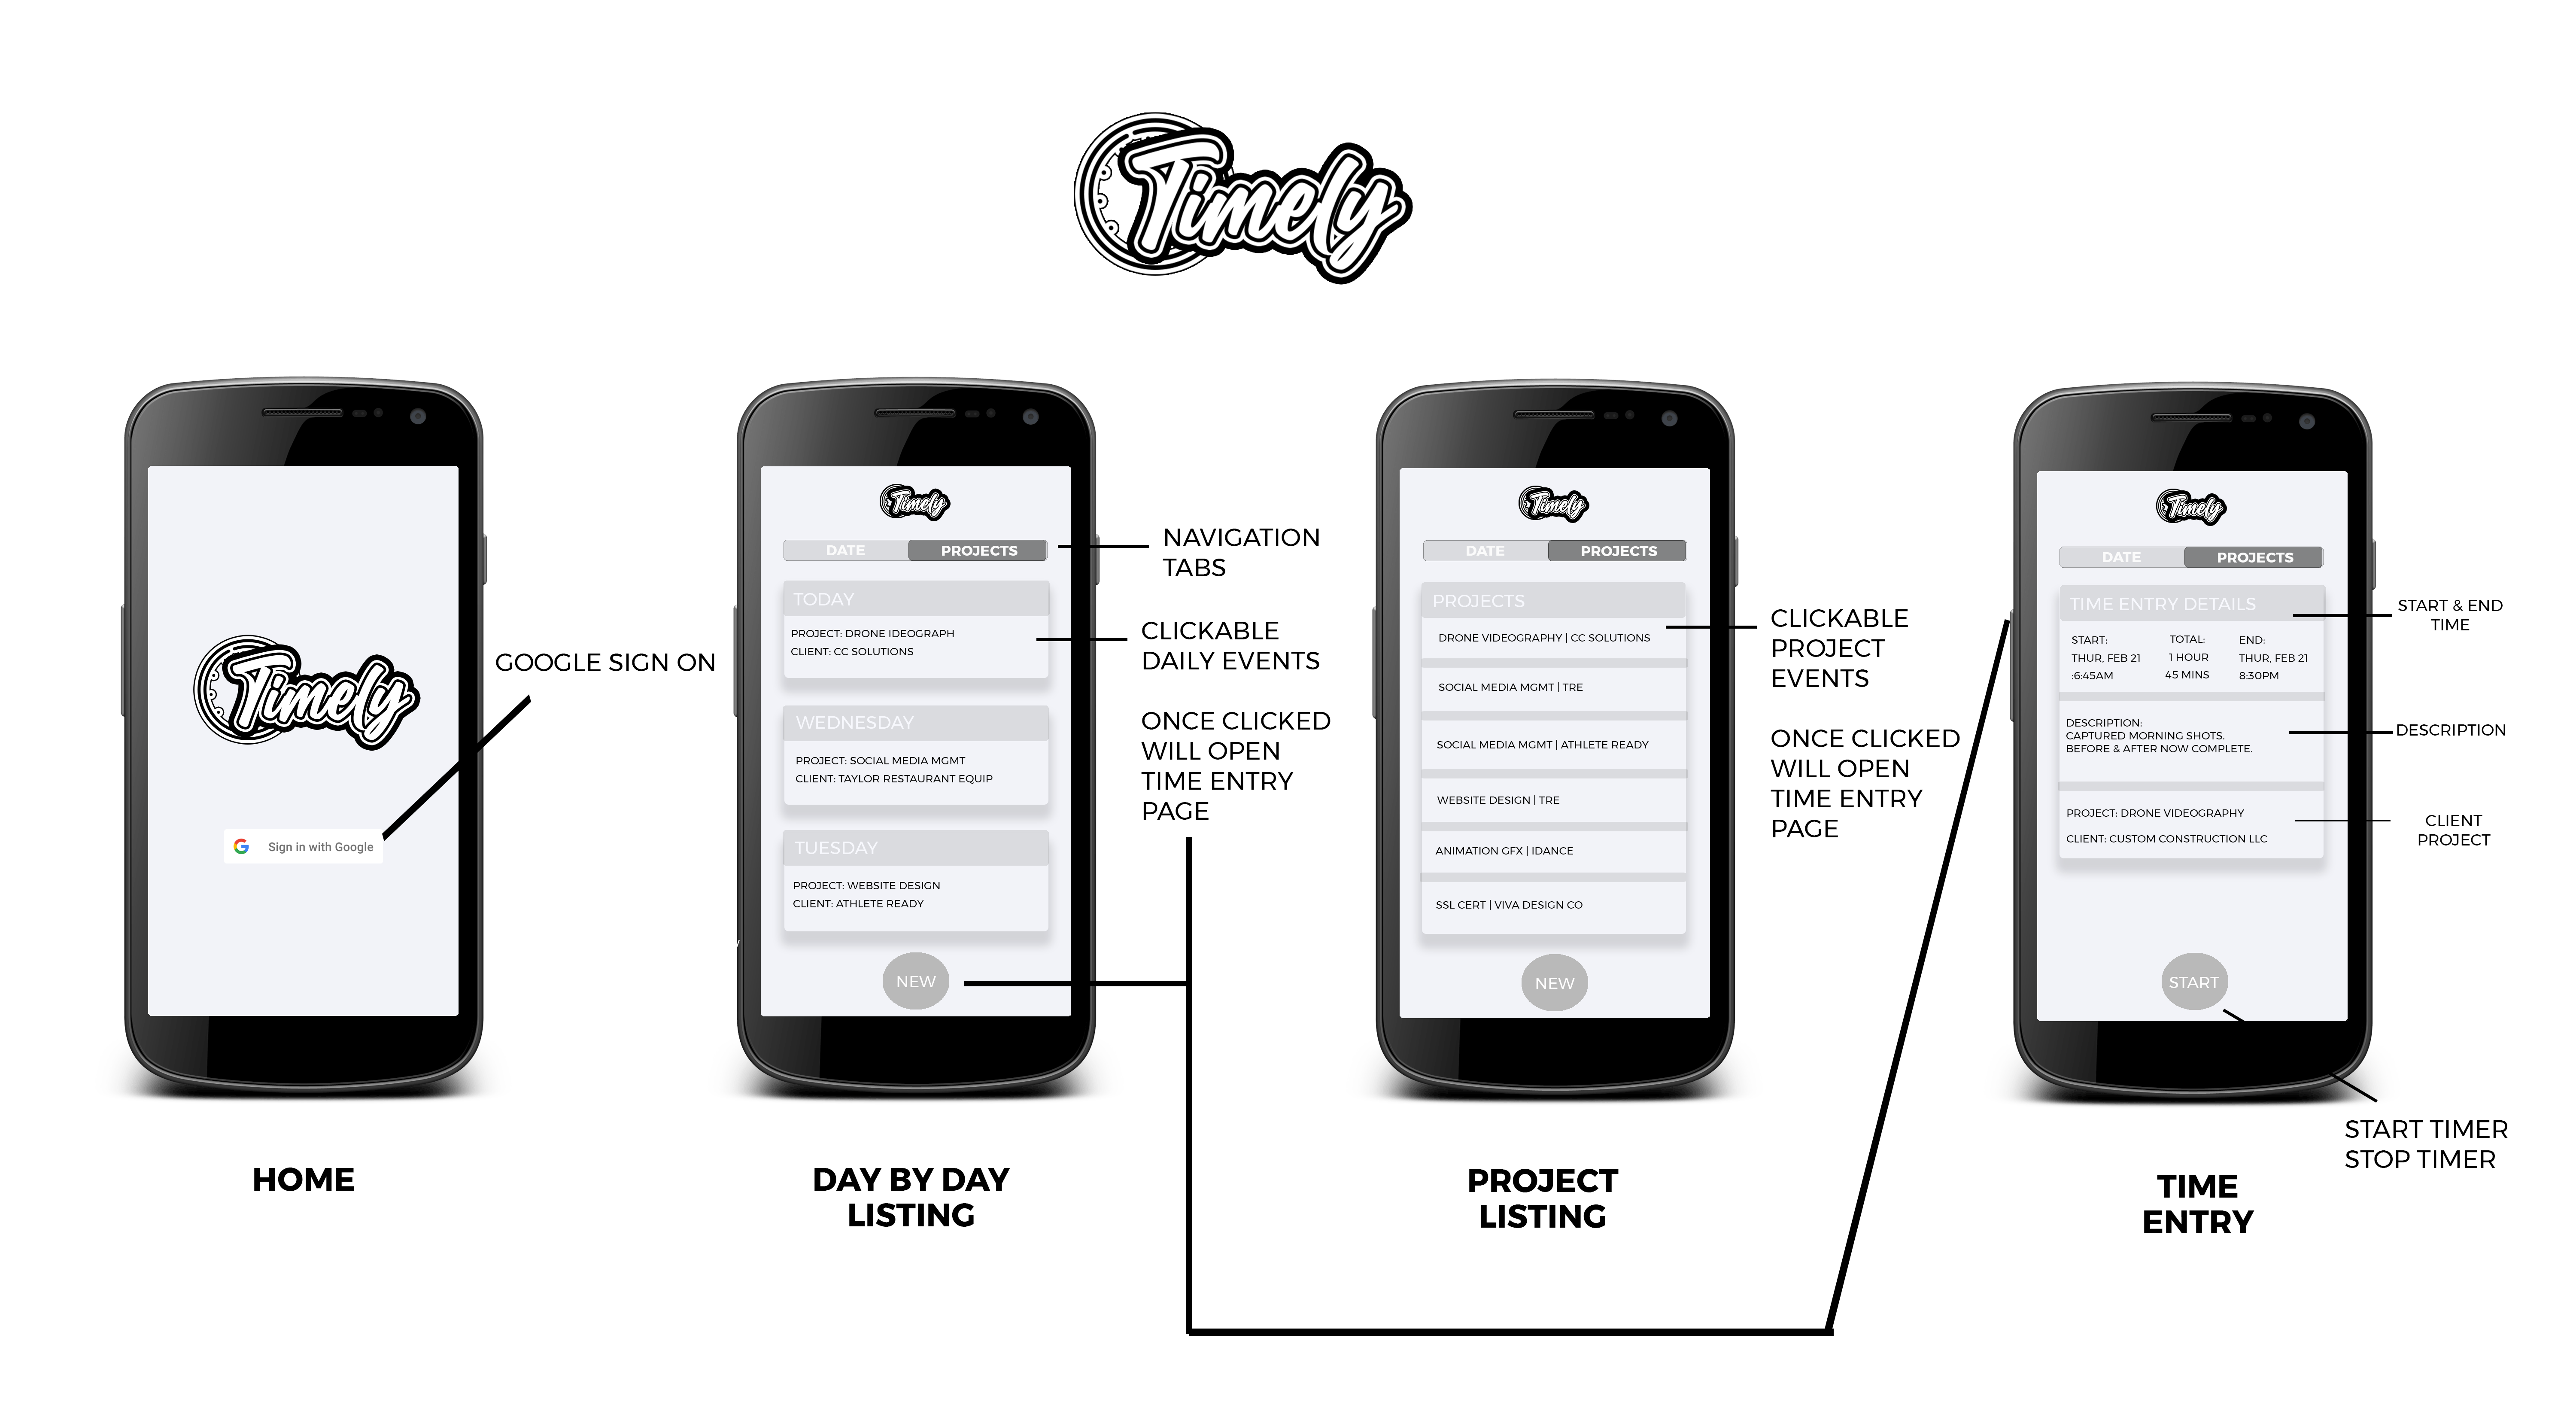 Timely
Timely
Sign in with Google
GOOGLE SIGN ON
HOME
Timely
DATE PROJECTS
TODAY
PROJECT: DRONE IDEOGRAPH
CLIENT: CC SOLUTIONS
WEDNESDAY
PROJECT: SOCIAL MEDIA MGMT
CLIENT: TAYLOR RESTAURANT EQUIP
TUESDAY
PROJECT: WEBSITE DESIGN
CLIENT: ATHLETE READY
NEW
NAVIGATION
TABS
CLICKABLE
DAILY EVENTS
ONCE CLICKED
WILL OPEN
TIME ENTRY
PAGE
DAY BY DAY
LISTING
Timely
DATE PROJECTS
PROJECTS
DRONE VIDEOGRAPHY | CC SOLUTIONS
SOCIAL MEDIA MGMT | TRE
SOCIAL MEDIA MGMT | ATHLETE READY
WEBSITE DESIGN | TRE
ANIMATION GFX | IDANCE
SSL CERT | VIVA DESIGN CO
NEW
CLICKABLE
PROJECT
EVENTS
ONCE CLICKED
WILL OPEN
TIME ENTRY
PAGE
PROJECT
LISTING
Timely
DATE PROJECTS
TIME ENTRY DETAILS
START: TOTAL: END:
THUR, FEB 21 1 HOUR THUR, FEB 21
:6:45AM 45 MINS 8:30PM
DESCRIPTION:
CAPTURED MORNING SHOTS.
BEFORE & AFTER NOW COMPLETE.
PROJECT: DRONE VIDEOGRAPHY
CLIENT: CUSTOM CONSTRUCTION LLC
START
START & END
TIME
DESCRIPTION
CLIENT
PROJECT
START TIMER
STOP TIMER
TIME
ENTRY